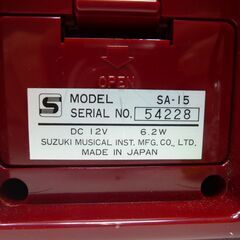 OPEN
S MODEL SA-15
SERIAL NO. 54228
DC 12V 6.2W
SUZUKI MUSICAL INST. MFG. CO., LTD.
MADE IN JAPAN